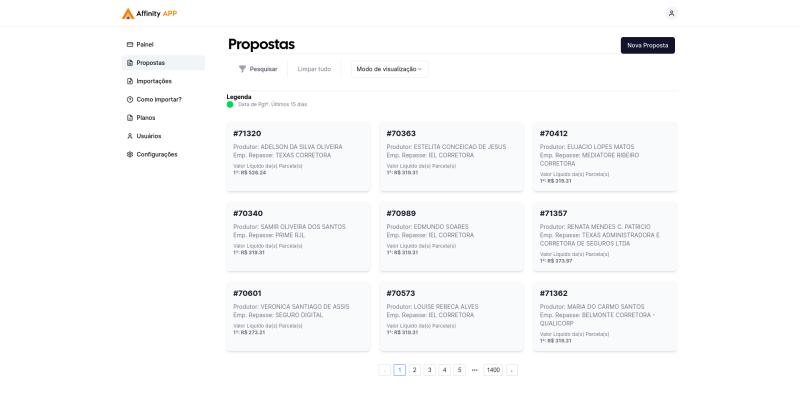 Affinity APP
Painel
Propostas
Importações
Como importar?
Planos
Usuários
Configurações
Propostas
Nova Proposta
Pesquisar
Limpar tudo
Modo de visualização
Legenda
Data de Pgtº. Últimos 15 dias
#71320
Produtor: ADELSON DA SILVA OLIVEIRA
Emp. Repasse: TEXAS CORRETORA
Valor Líquido da(s) Parcela(s)
1ª: R$ 526.24
#70363
Produtor: ESTELITA CONCEICAO DE JESUS
Emp. Repasse: IEL CORRETORA
Valor Líquido da(s) Parcela(s)
1ª: R$ 319.31
#70412
Produtor: EUJACIO LOPES MATOS
Emp. Repasse: MEDIATORE RIBEIRO
CORRETORA
Valor Líquido da(s) Parcela(s)
1ª: R$ 319.31
#70340
Produtor: SAMIR OLIVEIRA DOS SANTOS
Emp. Repasse: PRIME RJL
Valor Líquido da(s) Parcela(s)
1ª: R$ 319.31
#70989
Produtor: EDMUNDO SOARES
Emp. Repasse: IEL CORRETORA
Valor Líquido da(s) Parcela(s)
1ª: R$ 319.31
#71357
Produtor: RENATA MENDES C. PATRICIO
Emp. Repasse: TEXAS ADMINISTRADORA E
CORRETORA DE SEGUROS LTDA
Valor Líquido da(s) Parcela(s)
1ª: R$ 373.97
#70601
Produtor: VERONICA SANTIAGO DE ASSIS
Emp. Repasse: SEGURO DIGITAL
Valor Líquido da(s) Parcela(s)
1ª: R$ 273.21
#70573
Produtor: LOUISE REBECA ALVES
Emp. Repasse: IEL CORRETORA
Valor Líquido da(s) Parcela(s)
1ª: R$ 319.31
#71362
Produtor: MARIA DO CARMO SANTOS
Emp. Repasse: BELMONTE CORRETORA -
QUALICORP
Valor Líquido da(s) Parcela(s)
1ª: R$ 319.31
1 2 3 4 5 ••• 1400